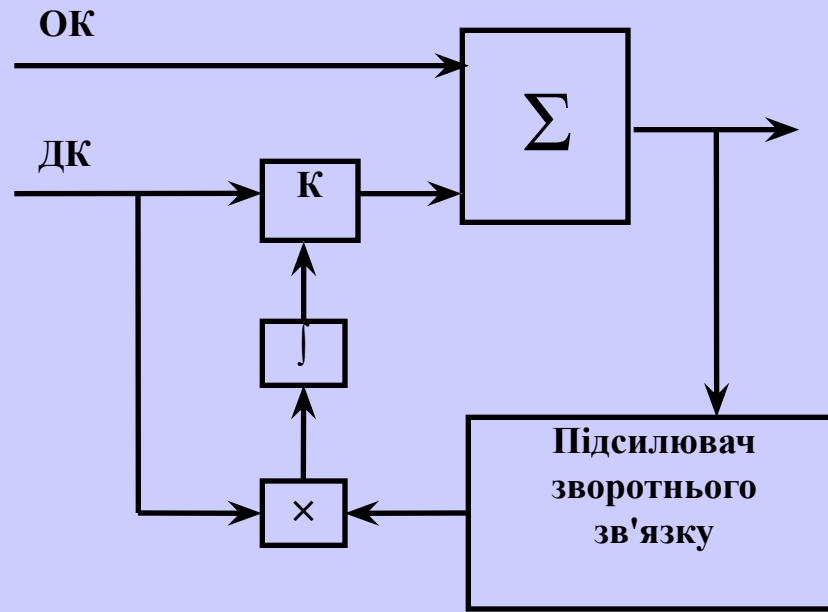 ОК
Σ
ДК
К
∫
×
Підсилювач
зворотнього
зв'язку